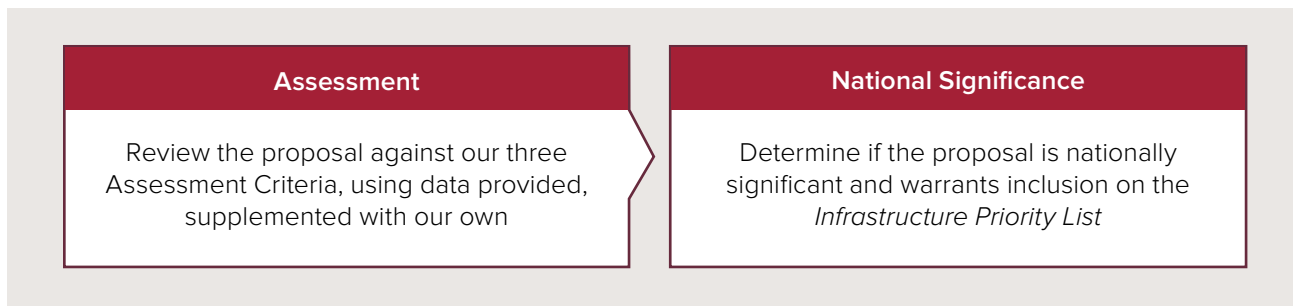 Assessment
Review the proposal against our three
Assessment Criteria, using data provided,
supplemented with our own
National Significance
Determine if the proposal is nationally
significant and warrants inclusion on the
Infrastructure Priority List